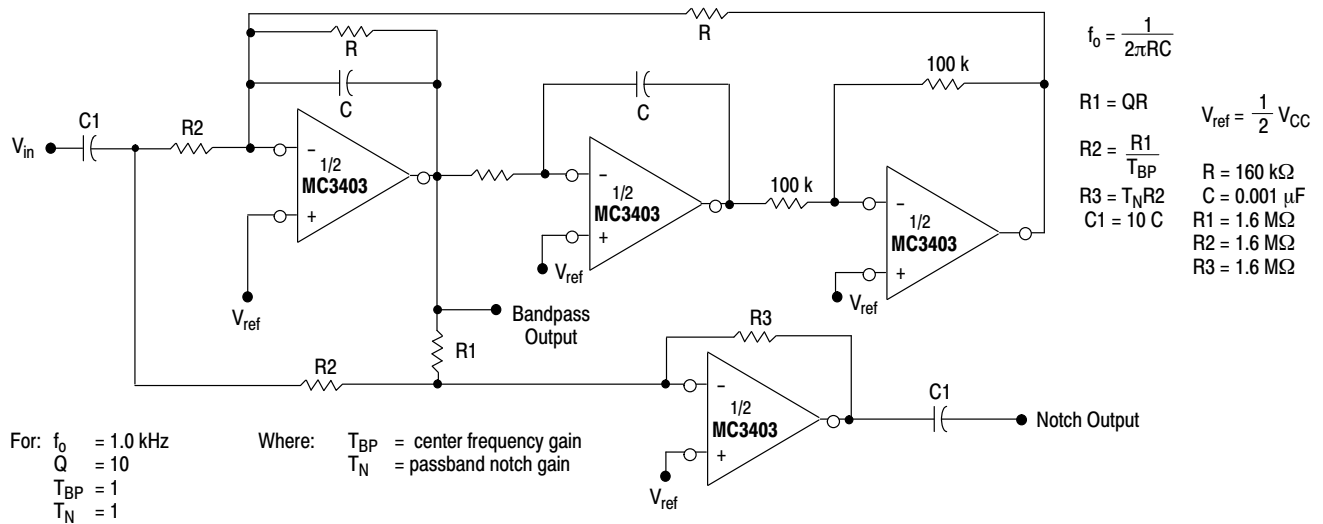 R
R
C
C1
V_in
R2
−
+
1/2
MC3403
V_ref
C
−
+
1/2
MC3403
V_ref
100 k
100 k
−
+
1/2
MC3403
V_ref
Bandpass
Output
R1
R2
R3
−
+
1/2
MC3403
V_ref
C1
Notch Output
f_o = 1 / 2πRC
R1 = QR
R2 = R1 / T_BP
R3 = T_N R2
C1 = 10 C
V_ref = 1/2 V_CC
R = 160 kΩ
C = 0.001 μF
R1 = 1.6 MΩ
R2 = 1.6 MΩ
R3 = 1.6 MΩ
For: f_o = 1.0 kHz
Q = 10
T_BP = 1
T_N = 1
Where: T_BP = center frequency gain
T_N = passband notch gain